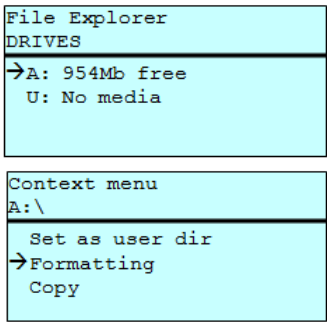 File Explorer
DRIVES
→A: 954Mb free
U: No media
Context menu
A:\
Set as user dir
→Formatting
Copy